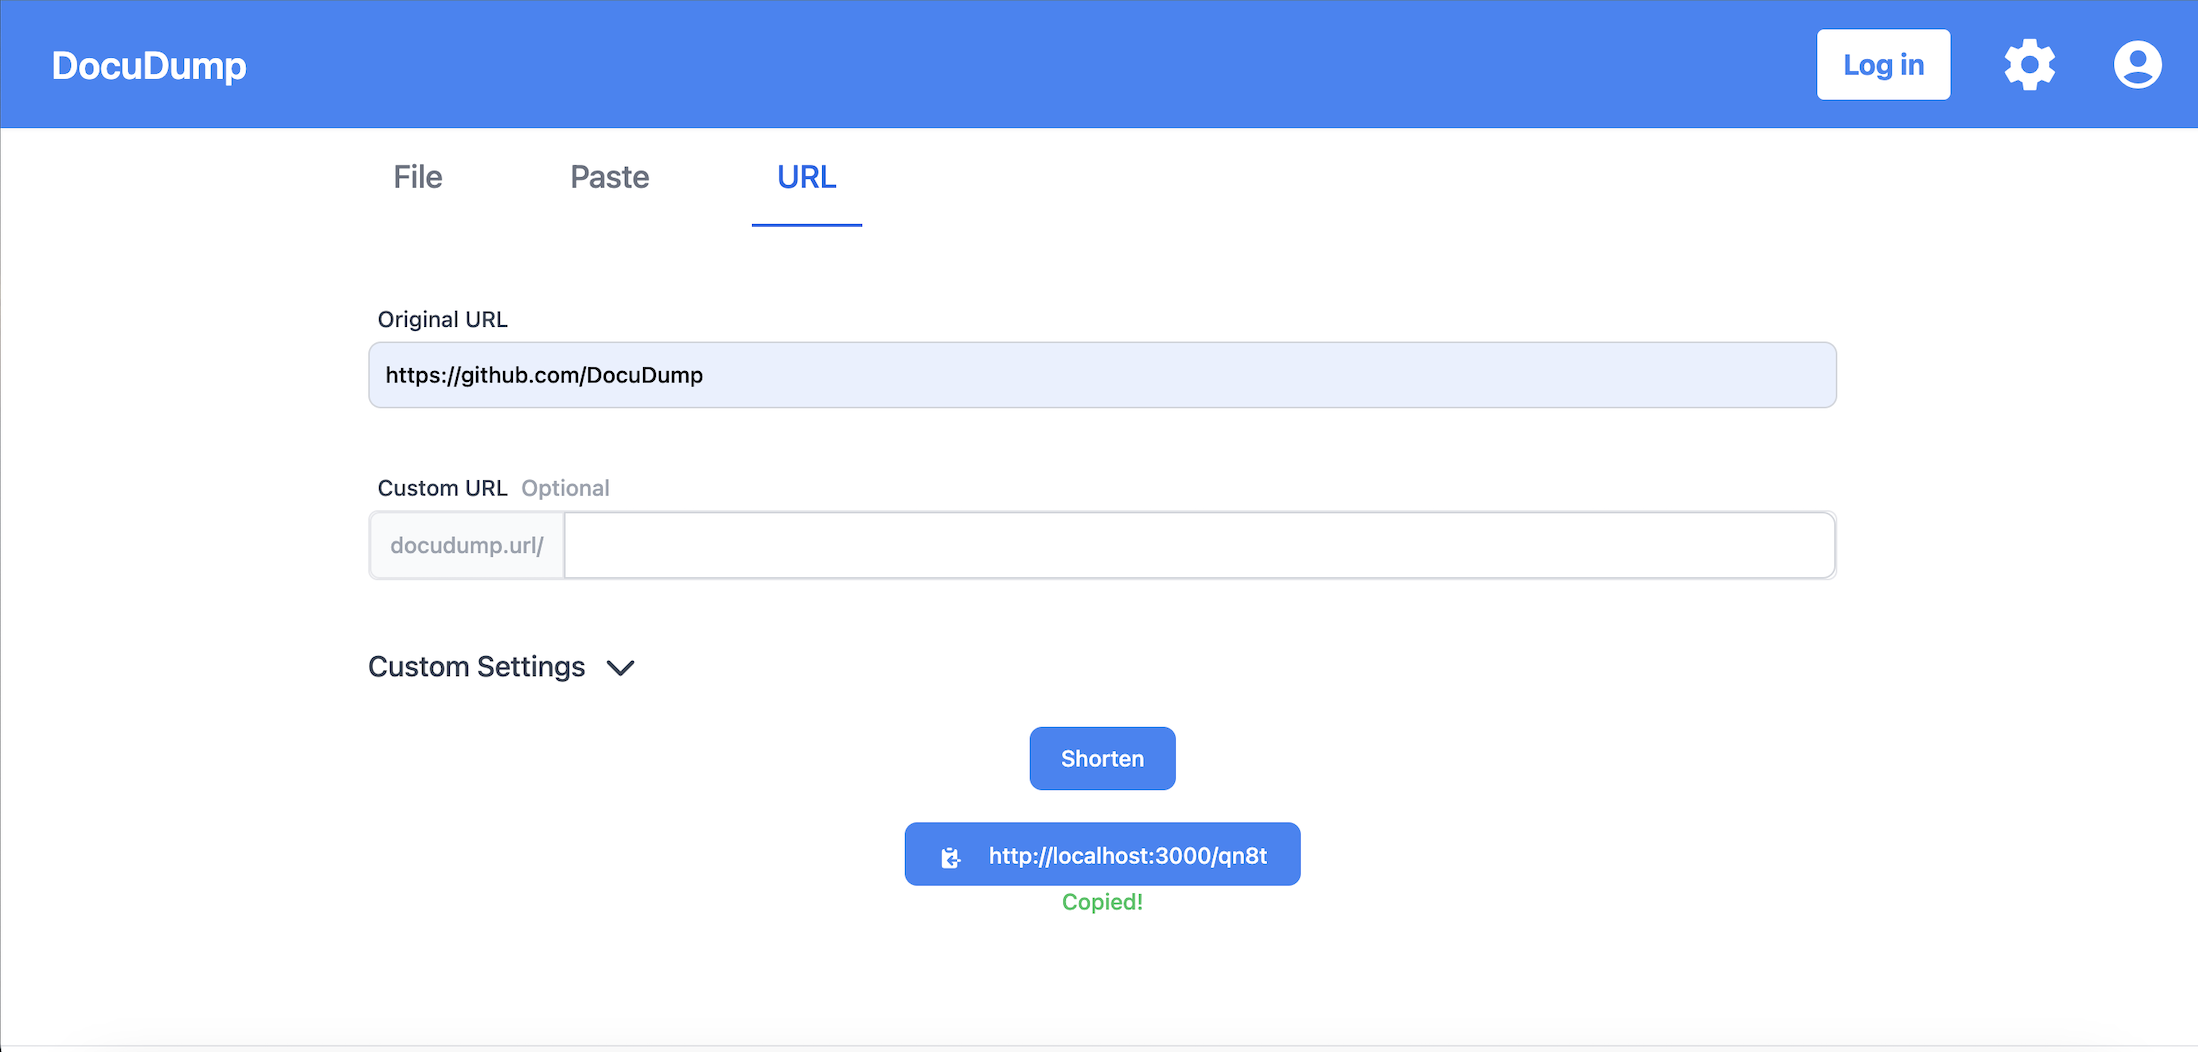 DocuDump
Log in
File
Paste
URL
Original URL
https://github.com/DocuDump
Custom URL Optional
docudump.url/
Custom Settings
Shorten
http://localhost:3000/qn8t
Copied!